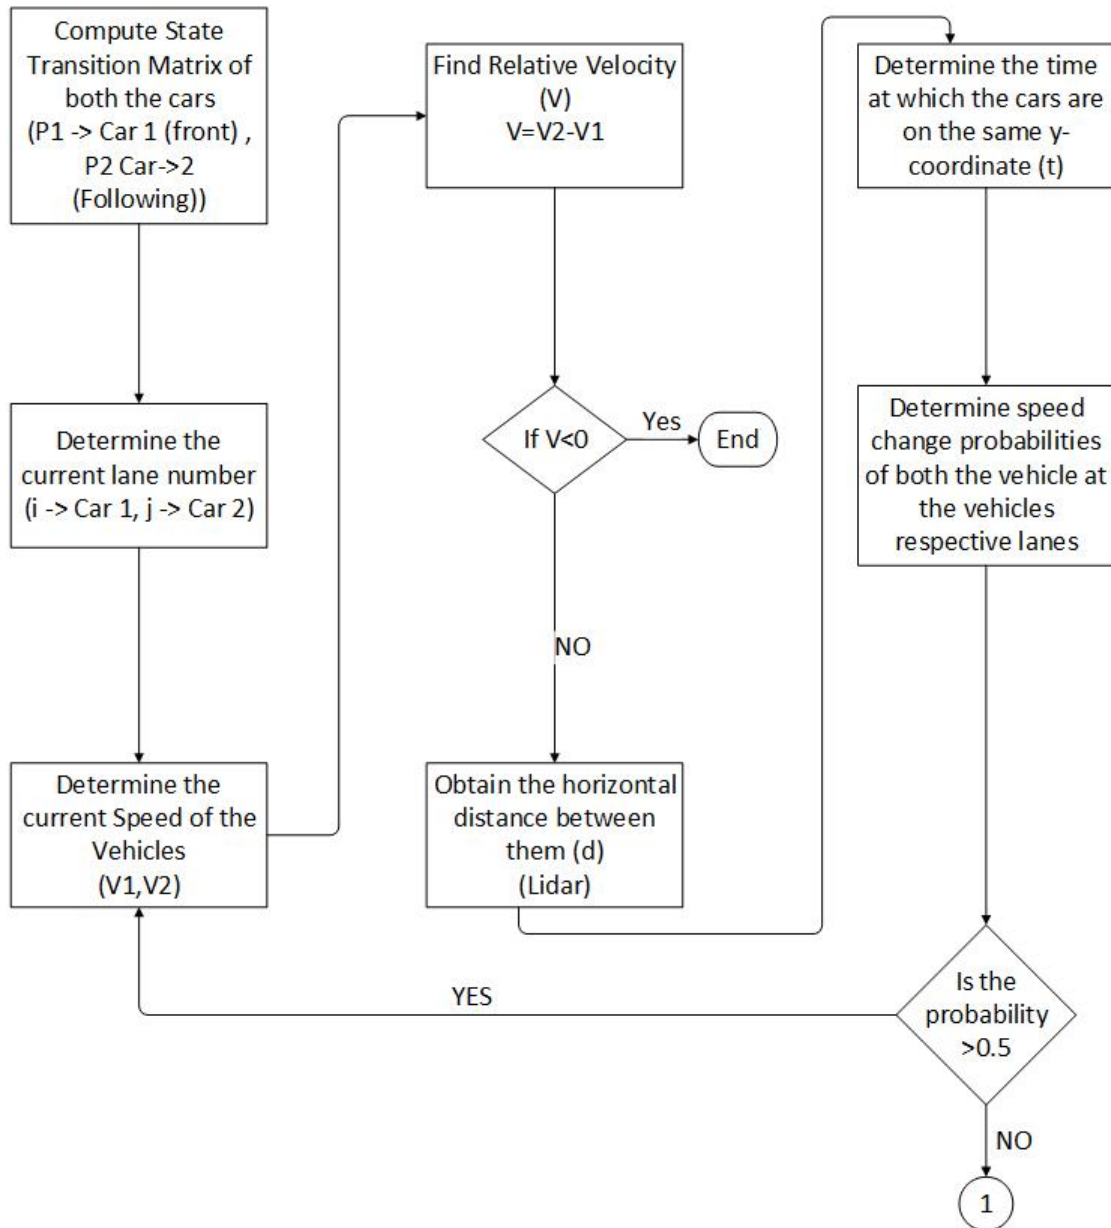 Compute State
Transition Matrix of
both the cars
(P1 -> Car 1 (front) ,
P2 Car->2
(Following))
Determine the
current lane number
(i -> Car 1, j -> Car 2)
Determine the
current Speed of the
Vehicles
(V1,V2)
Find Relative Velocity
(V)
V=V2-V1
If V<0
Yes
End
NO
Obtain the horizontal
distance between
them (d)
(Lidar)
Determine the time
at which the cars are
on the same y-
coordinate (t)
Determine speed
change probabilities
of both the vehicle at
the vehicles
respective lanes
Is the
probability
>0.5
YES
NO
1